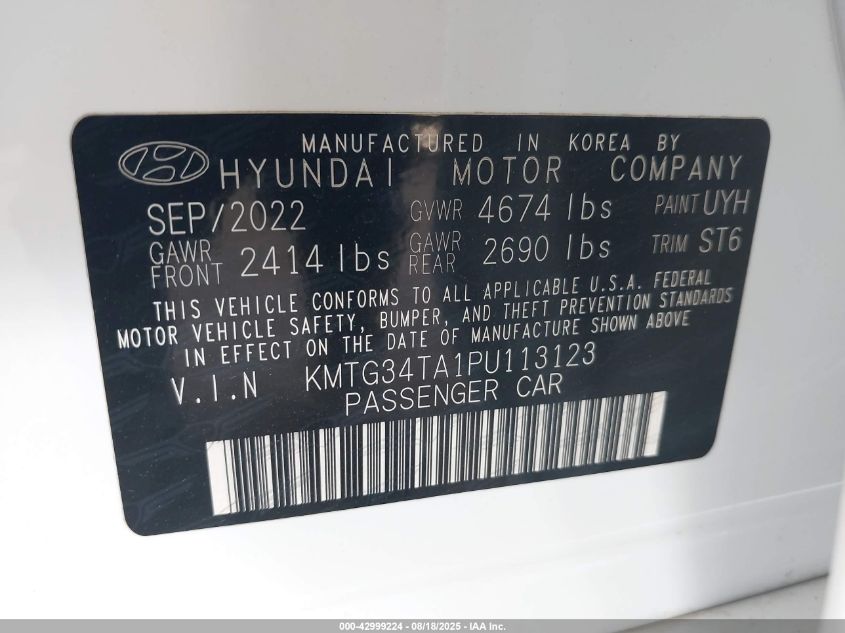 MANUFACTURED IN KOREA BY
HYUNDAI MOTOR COMPANY
SEP/2022 GVWR 4674 lbs PAINT UYH
GAWR FRONT 2414 lbs GAWR REAR 2690 lbs TRIM ST6
THIS VEHICLE CONFORMS TO ALL APPLICABLE U.S.A. FEDERAL
MOTOR VEHICLE SAFETY, BUMPER, AND THEFT PREVENTION STANDARDS
IN EFFECT ON THE DATE OF MANUFACTURE SHOWN ABOVE
V.I.N KMTG34TA1PU113123
PASSENGER CAR
000-42999224 - 08/18/2025 - IAA Inc.